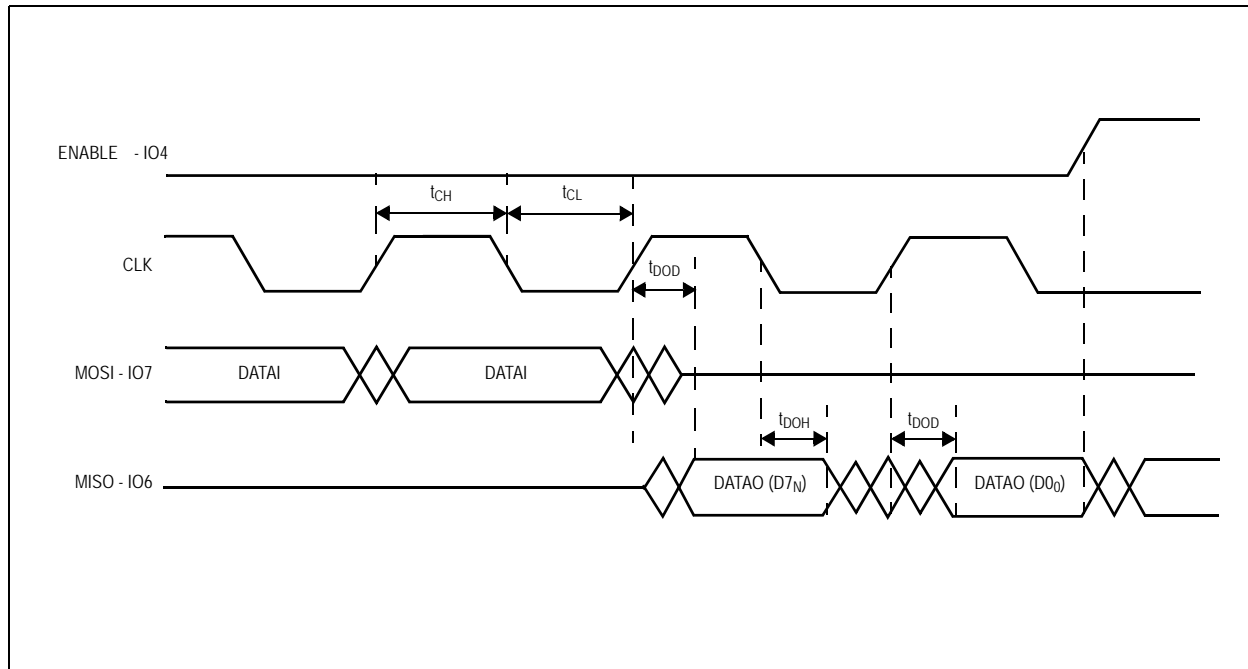 ENABLE - IO4
tCH
tCL
CLK
tDOD
MOSI - IO7
DATAI
DATAI
tDOH
tDOD
MISO - IO6
DATAO (D7N)
DATAO (D00)